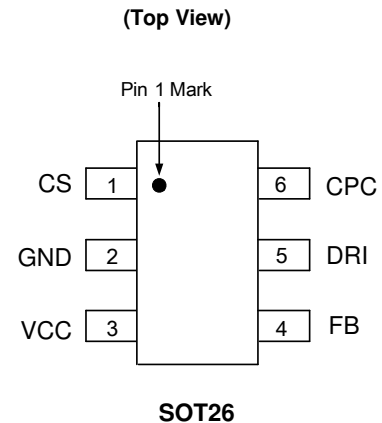 (Top View)
Pin 1 Mark
CS 1 6 CPC
GND 2 5 DRI
VCC 3 4 FB
SOT26